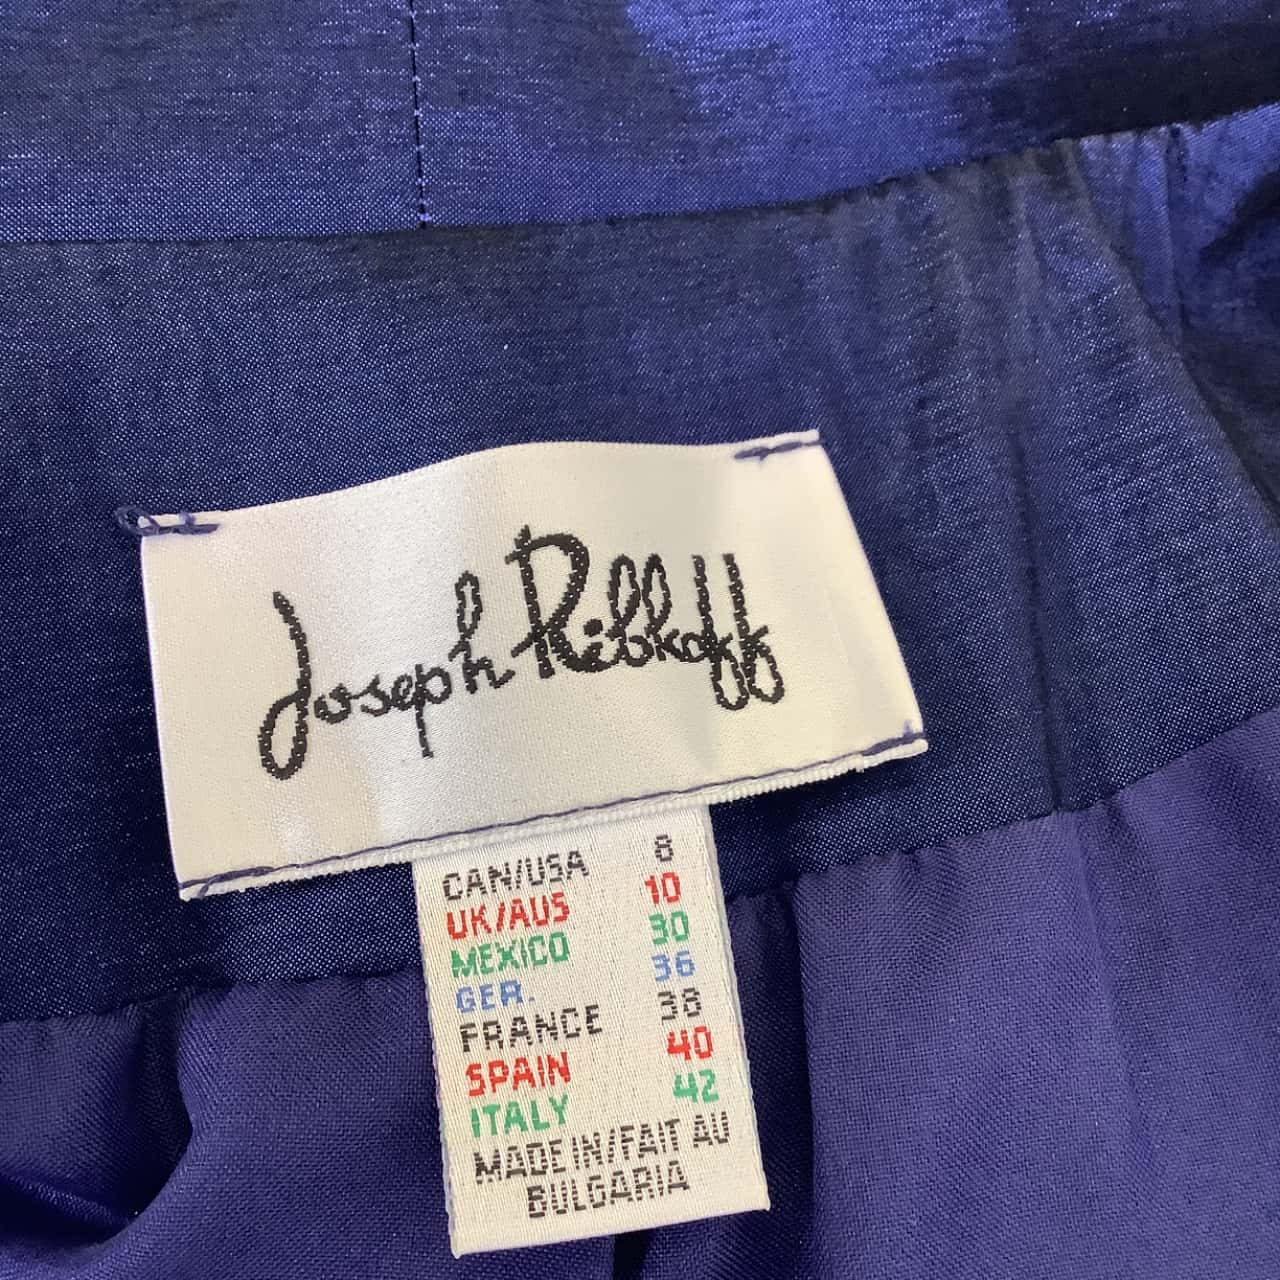 Joseph Ribkoff
CAN/USA 8
UK/AUS 10
MEXICO 30
GER. 36
FRANCE 38
SPAIN 40
ITALY 42
MADE IN/FAIT AU
BULGARIA